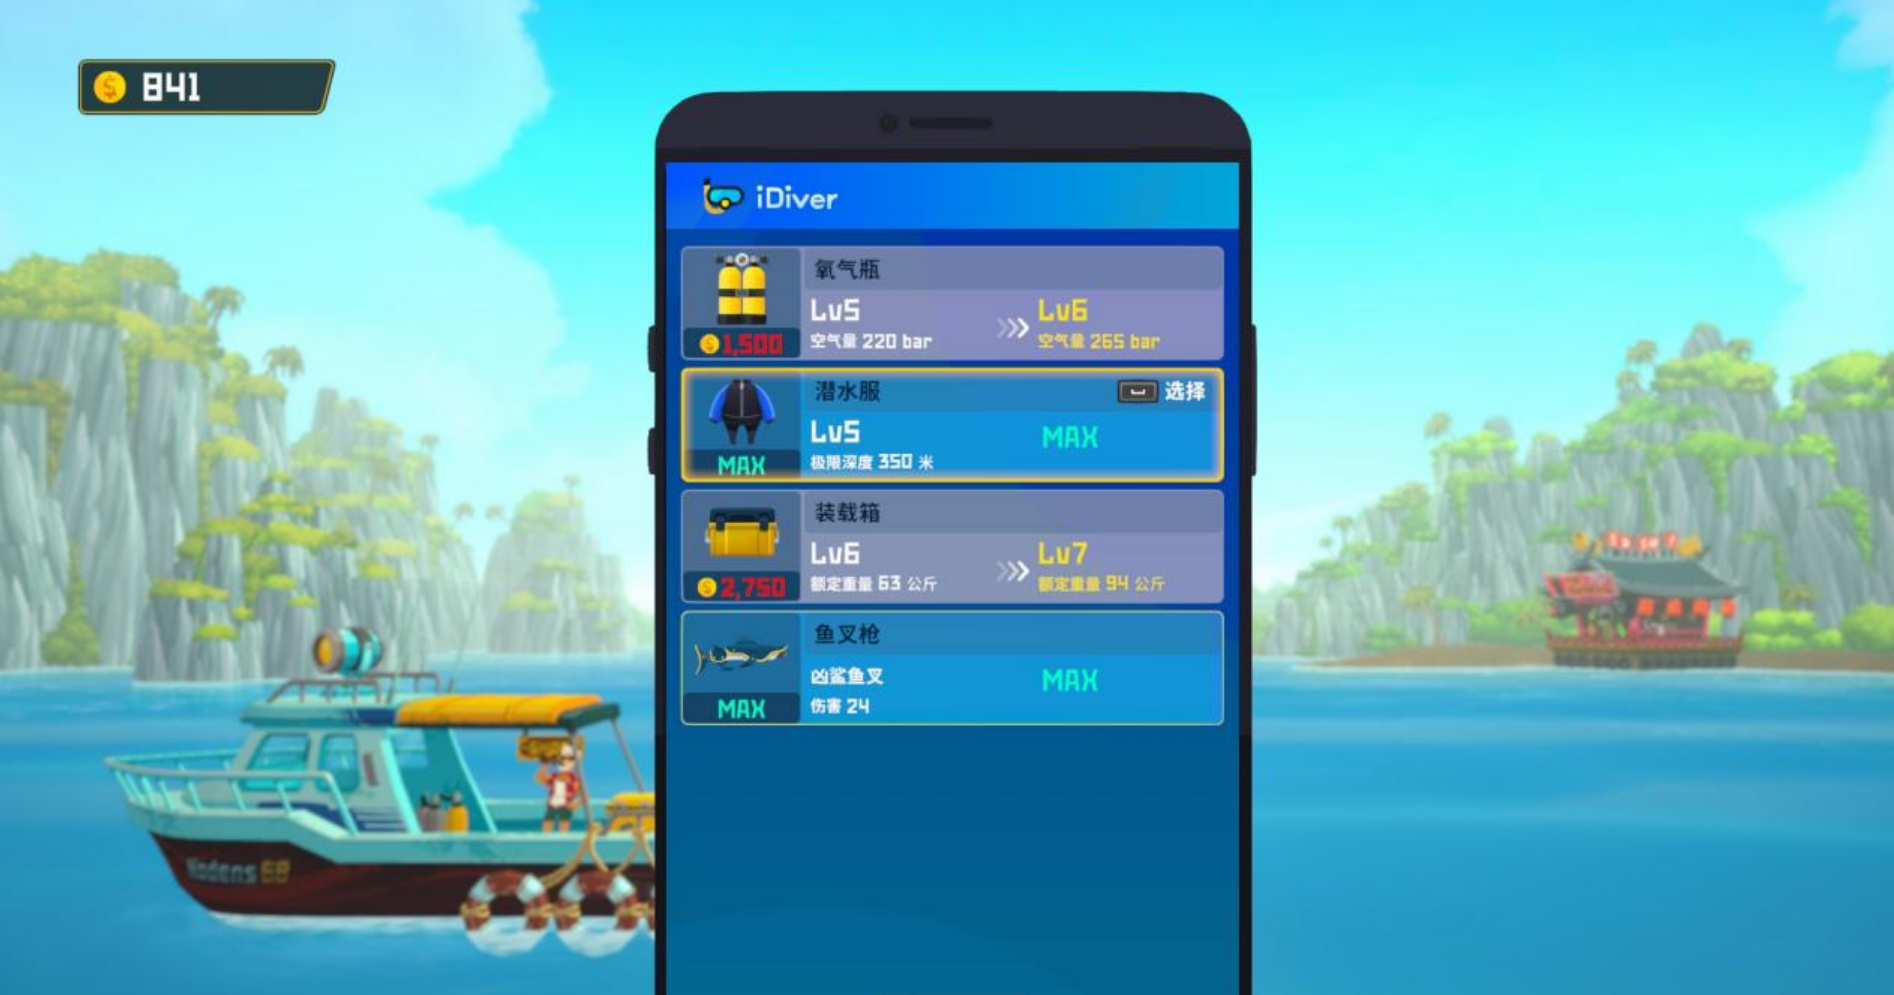 841
iDiver
氧气瓶
Lv5
Lv6
1,500
空气量 220 bar
空气量 265 bar
潜水服
选择
Lv5
MAX
MAX
极限深度 350 米
装载箱
Lv6
Lv7
2,750
额定重量 63 公斤
额定重量 94 公斤
鱼叉枪
凶鲨鱼叉
MAX
MAX
伤害 24
Nodens 68